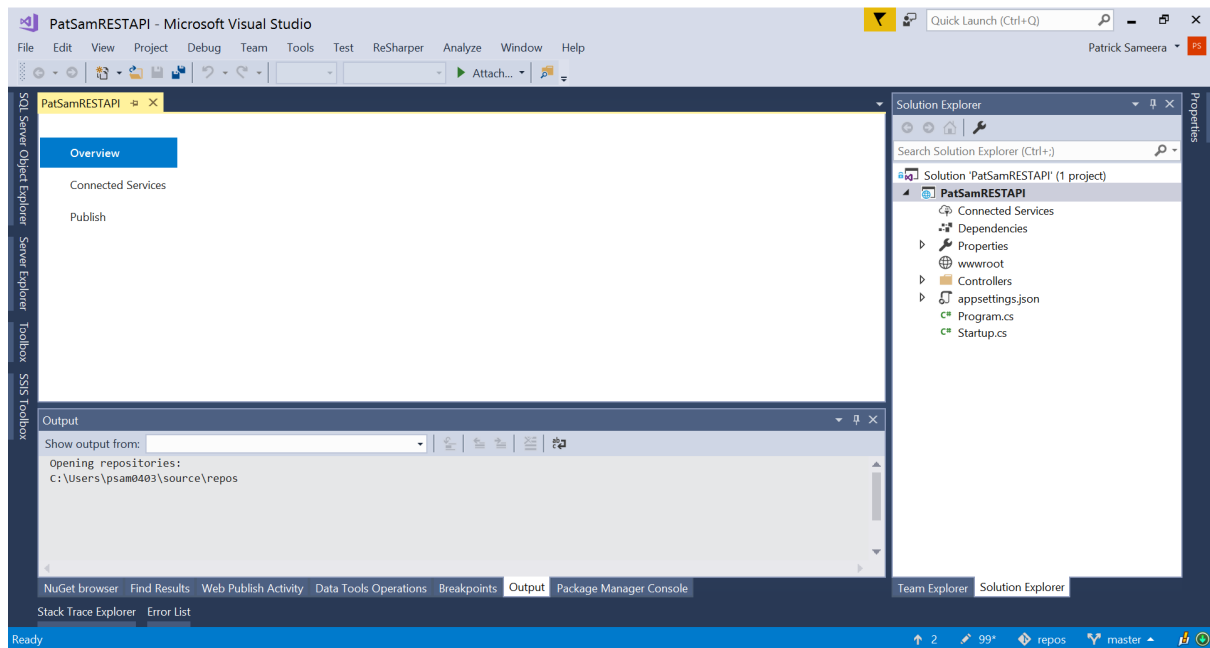 PatSamRESTAPI - Microsoft Visual Studio
Quick Launch (Ctrl+Q)
File Edit View Project Debug Team Tools Test ReSharper Analyze Window Help
Patrick Sameera
PS
Attach...
SQL Server Object Explorer
Server Explorer
Toolbox
SSIS Toolbox
PatSamRESTAPI
Overview
Connected Services
Publish
Output
Show output from:
Opening repositories:
C:\Users\psam0403\source\repos
NuGet browser Find Results Web Publish Activity Data Tools Operations Breakpoints Output Package Manager Console
Stack Trace Explorer Error List
Solution Explorer
Search Solution Explorer (Ctrl+;)
Solution 'PatSamRESTAPI' (1 project)
PatSamRESTAPI
Connected Services
Dependencies
Properties
wwwroot
Controllers
appsettings.json
C# Program.cs
C# Startup.cs
Team Explorer Solution Explorer
Properties
Ready
2 99* repos master